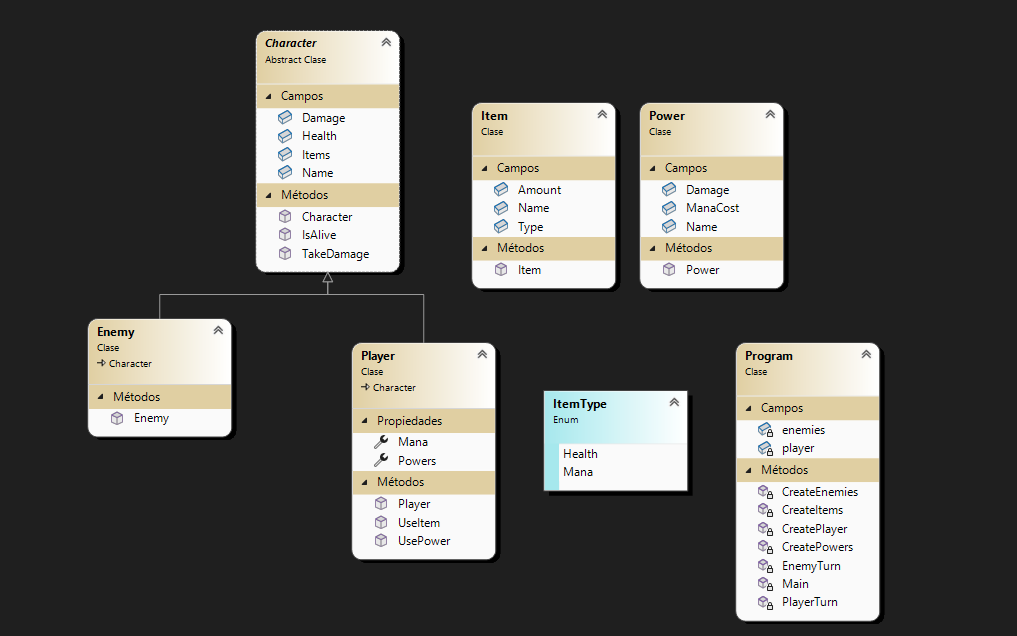 Character
Abstract Clase
Campos
Damage
Health
Items
Name
Métodos
Character
IsAlive
TakeDamage
Item
Clase
Campos
Amount
Name
Type
Métodos
Item
Power
Clase
Campos
Damage
ManaCost
Name
Métodos
Power
Enemy
Clase
Character
Métodos
Enemy
Player
Clase
Character
Propiedades
Mana
Powers
Métodos
Player
UseItem
UsePower
ItemType
Enum
Health
Mana
Program
Clase
Campos
enemies
player
Métodos
CreateEnemies
CreateItems
CreatePlayer
CreatePowers
EnemyTurn
Main
PlayerTurn